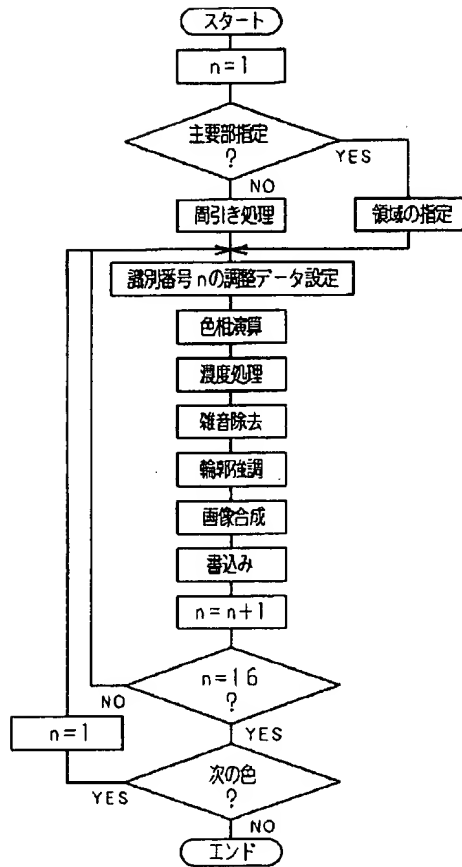 スタート
n=1
主要部指定
?
YES
NO
間引き処理
領域の指定
識別番号nの調整データ設定
色相演算
濃度処理
雑音除去
輪郭強調
画像合成
書込み
n=n+1
n=16
?
NO
YES
n=1
次の色
?
YES
NO
エンド